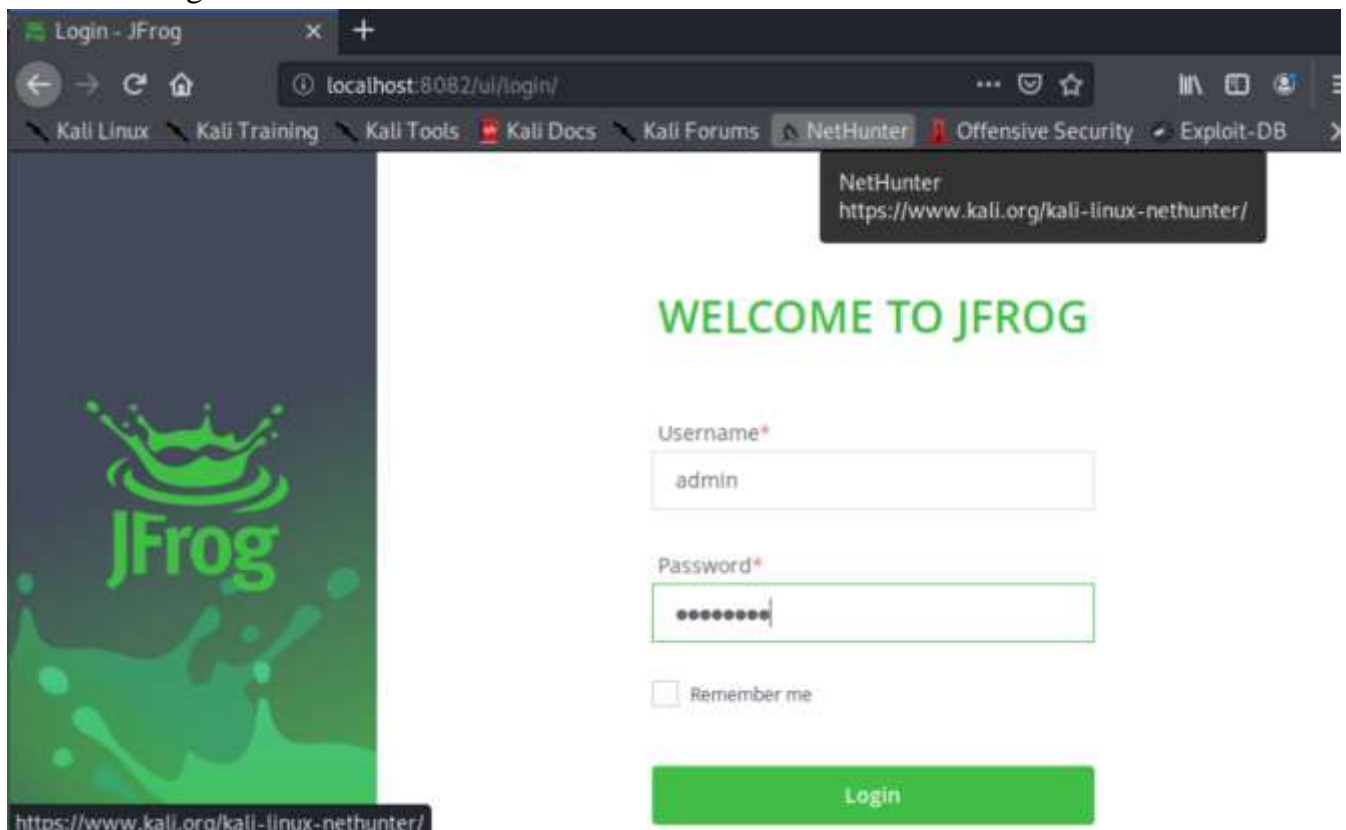 Login - JFrog
localhost:8082/ui/login/
Kali Linux Kali Training Kali Tools Kali Docs Kali Forums NetHunter Offensive Security Exploit-DB
NetHunter
https://www.kali.org/kali-linux-nethunter/
WELCOME TO JFROG
JFrog
Username*
admin
Password*
Remember me
Login
https://www.kali.org/kali-linux-nethunter/